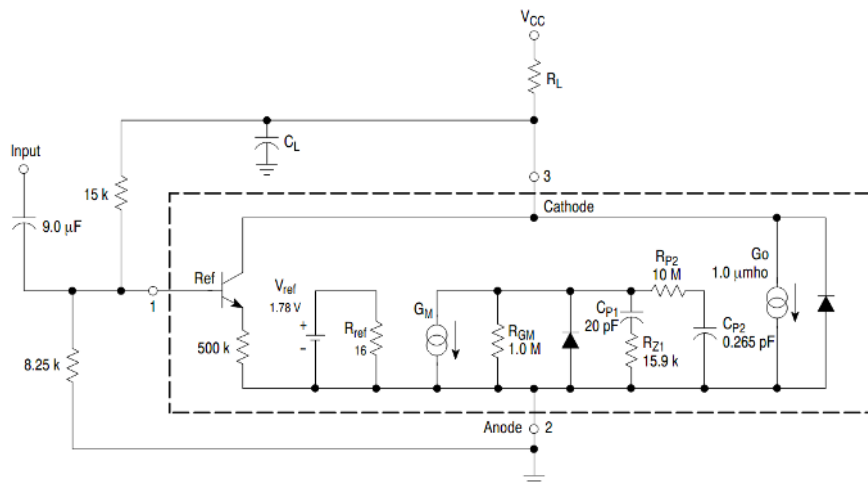 VCC
RL
Input
CL
3
15 k
Cathode
9.0 µF
RP2
10 M
Go
1.0 µmho
Ref
Vref
1.78 V
GM
CP1
20 pF
1
+
–
Rref
16
RGM
1.0 M
CP2
0.265 pF
500 k
RZ1
15.9 k
8.25 k
Anode
2